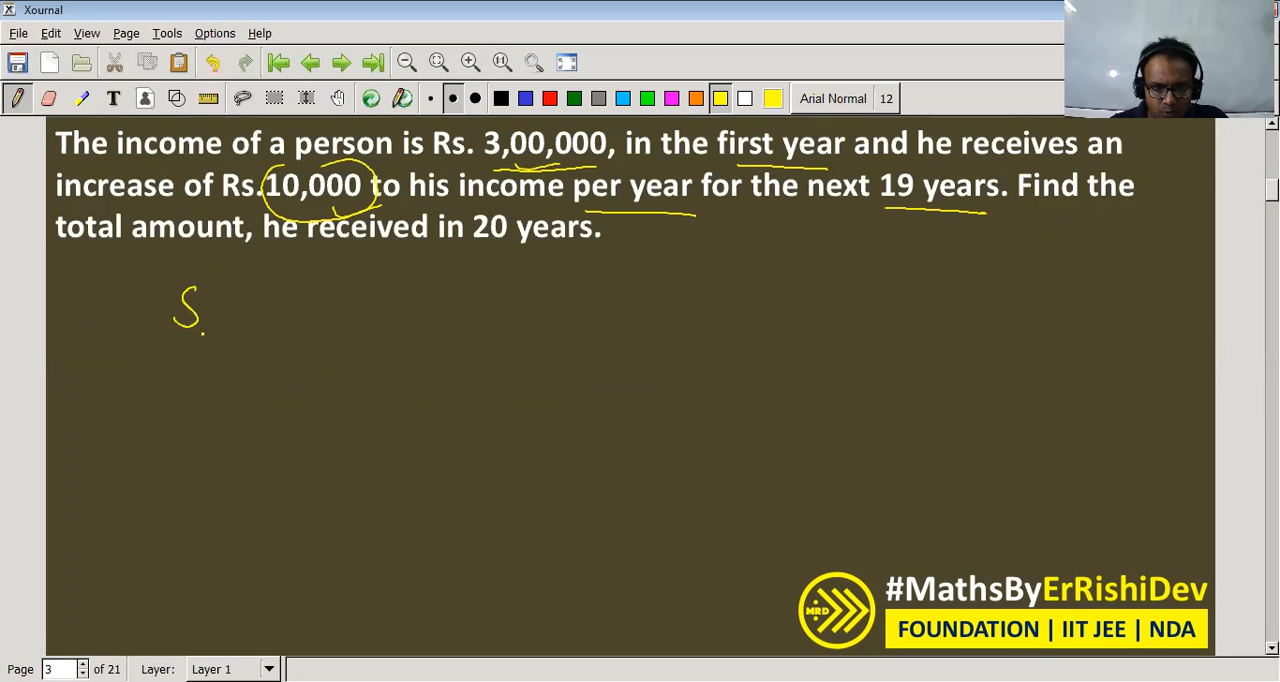 Xournal
File Edit View Page Tools Options Help
Arial Normal 12
The income of a person is Rs. 3,00,000, in the first year and he receives an
increase of Rs.10,000 to his income per year for the next 19 years. Find the
total amount, he received in 20 years.
S
#MathsByErRishiDev
MRD
FOUNDATION | IIT JEE | NDA
Page 3 of 21 Layer: Layer 1